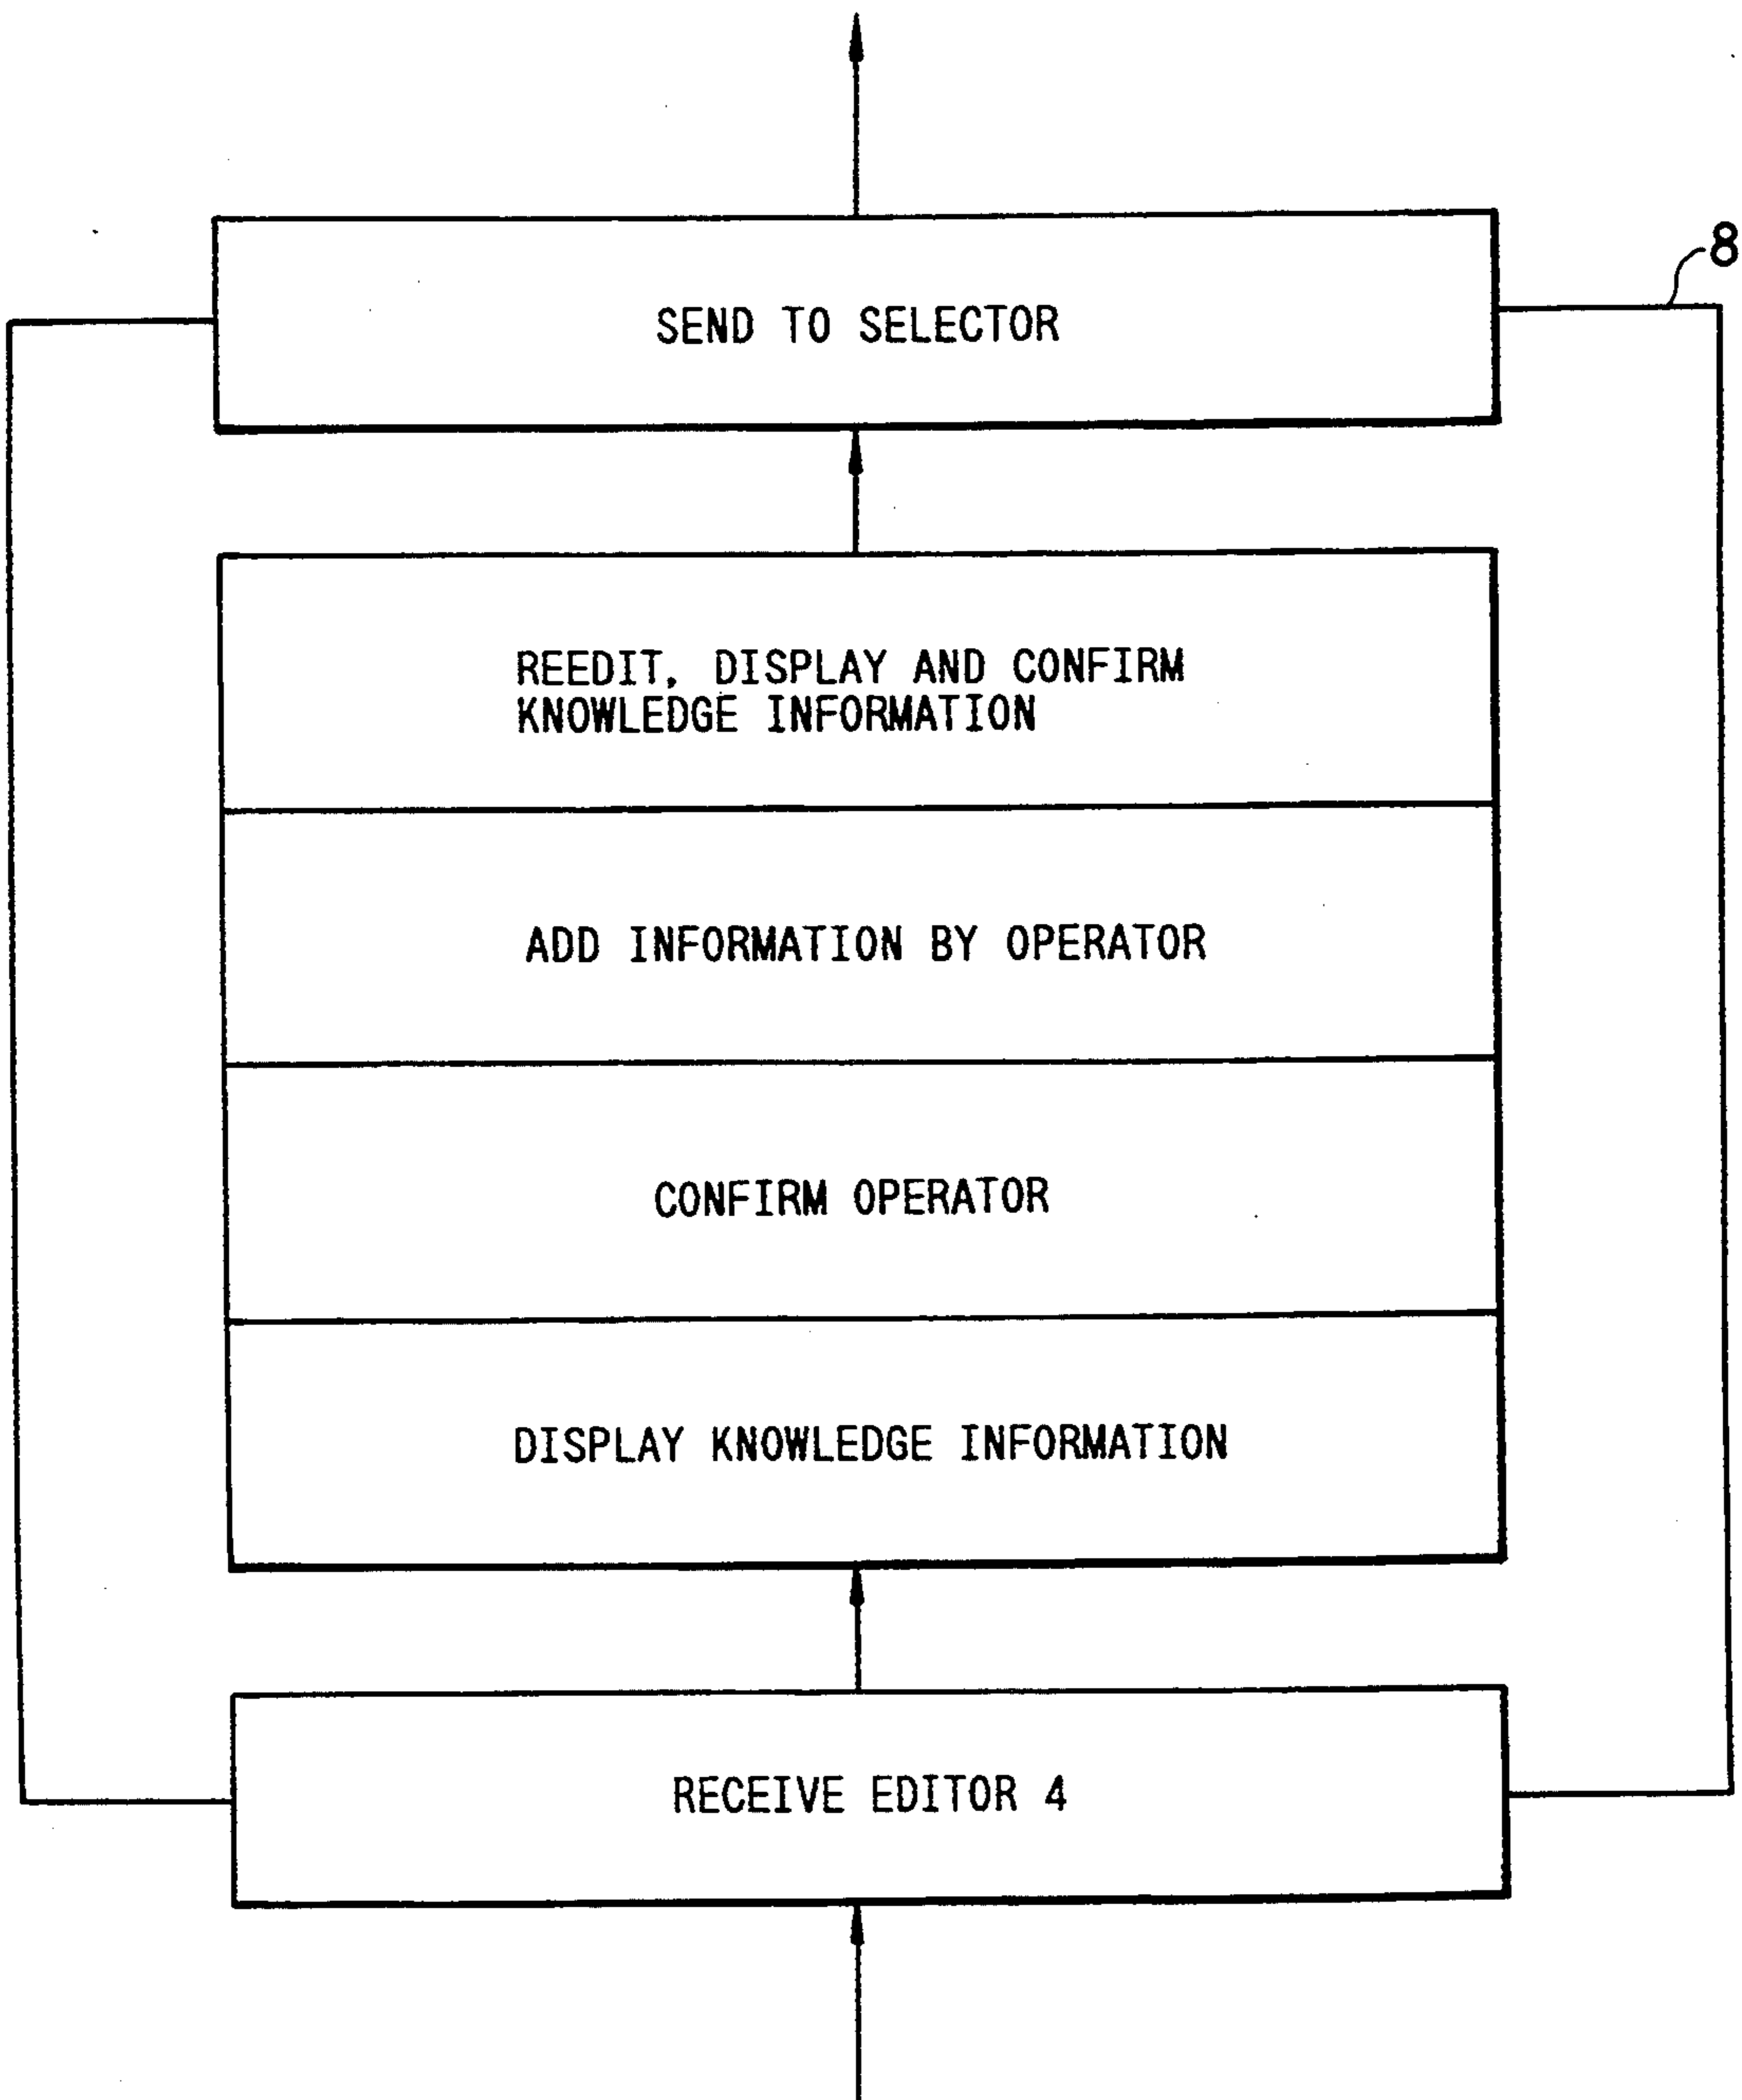 8
SEND TO SELECTOR
REEDIT, DISPLAY AND CONFIRM
KNOWLEDGE INFORMATION
ADD INFORMATION BY OPERATOR
CONFIRM OPERATOR
DISPLAY KNOWLEDGE INFORMATION
RECEIVE EDITOR 4